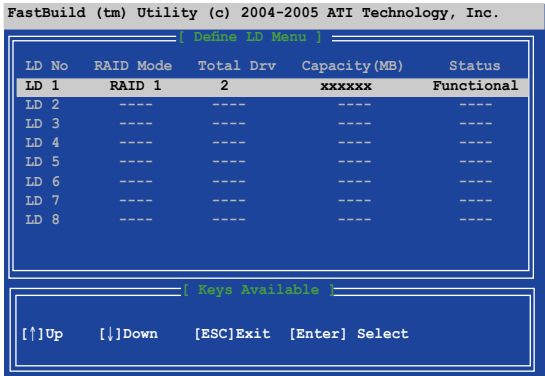 FastBuild (tm) Utility (c) 2004-2005 ATI Technology, Inc.
[ Define LD Menu ]
LD No RAID Mode Total Drv Capacity(MB) Status
LD 1 RAID 1 2 xxxxxx Functional
LD 2 ---- ---- ---- ----
LD 3 ---- ---- ---- ----
LD 4 ---- ---- ---- ----
LD 5 ---- ---- ---- ----
LD 6 ---- ---- ---- ----
LD 7 ---- ---- ---- ----
LD 8 ---- ---- ---- ----
[ Keys Available ]
[↑]Up [↓]Down [ESC]Exit [Enter] Select